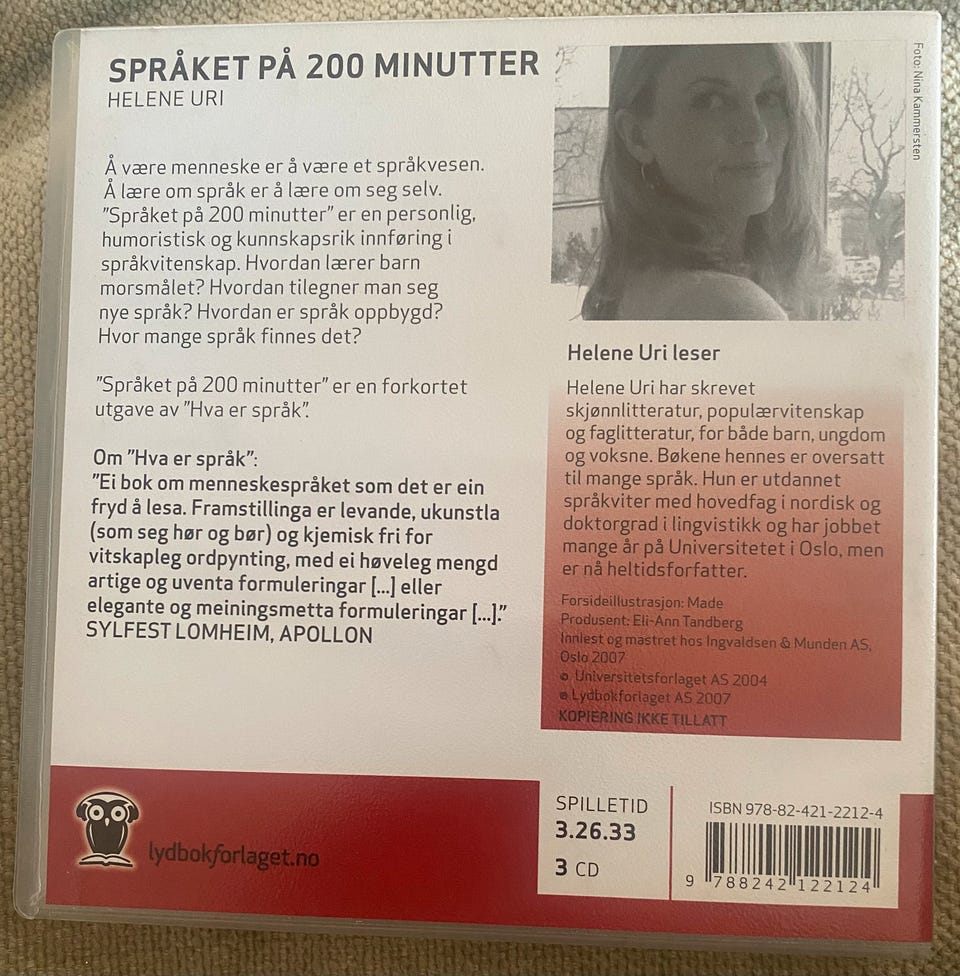 SPRÅKET PÅ 200 MINUTTER
HELENE URI
Å være menneske er å være et språkvesen.
Å lære om språk er å lære om seg selv.
”Språket på 200 minutter” er en personlig,
humoristisk og kunnskapsrik innføring i
språkvitenskap. Hvordan lærer barn
morsmålet? Hvordan tilegner man seg
nye språk? Hvordan er språk oppbygd?
Hvor mange språk finnes det?
”Språket på 200 minutter” er en forkortet
utgave av ”Hva er språk”.
Om ”Hva er språk”:
”Ei bok om menneskespråket som det er ein
fryd å lesa. Framstillinga er levande, ukunstla
(som seg hør og bør) og kjemisk fri for
vitskapleg ordpynting, med ei høveleg mengd
artige og uventa formuleringar [...] eller
elegante og meiningsmetta formuleringar [...].”
SYLFEST LOMHEIM, APOLLON
Foto: Nina Kammersten
Helene Uri leser
Helene Uri har skrevet
skjønnlitteratur, populærvitenskap
og faglitteratur, for både barn, ungdom
og voksne. Bøkene hennes er oversatt
til mange språk. Hun er utdannet
språkviter med hovedfag i nordisk og
doktorgrad i lingvistikk og har jobbet
mange år på Universitetet i Oslo, men
er nå heltidsforfatter.
Forsideillustrasjon: Made
Produsent: Eli-Ann Tandberg
Innlest og mastret hos Ingvaldsen & Munden AS,
Oslo 2007
© Universitetsforlaget AS 2004
℗ Lydbokforlaget AS 2007
KOPIERING IKKE TILLATT
lydbokforlaget.no
SPILLETID
3.26.33
3 CD
ISBN 978-82-421-2212-4
9 788242 122124